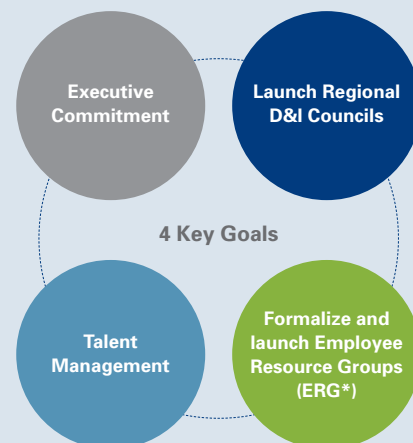 Executive
Commitment
Launch Regional
D&I Councils
4 Key Goals
Talent
Management
Formalize and
launch Employee
Resource Groups
(ERG*)